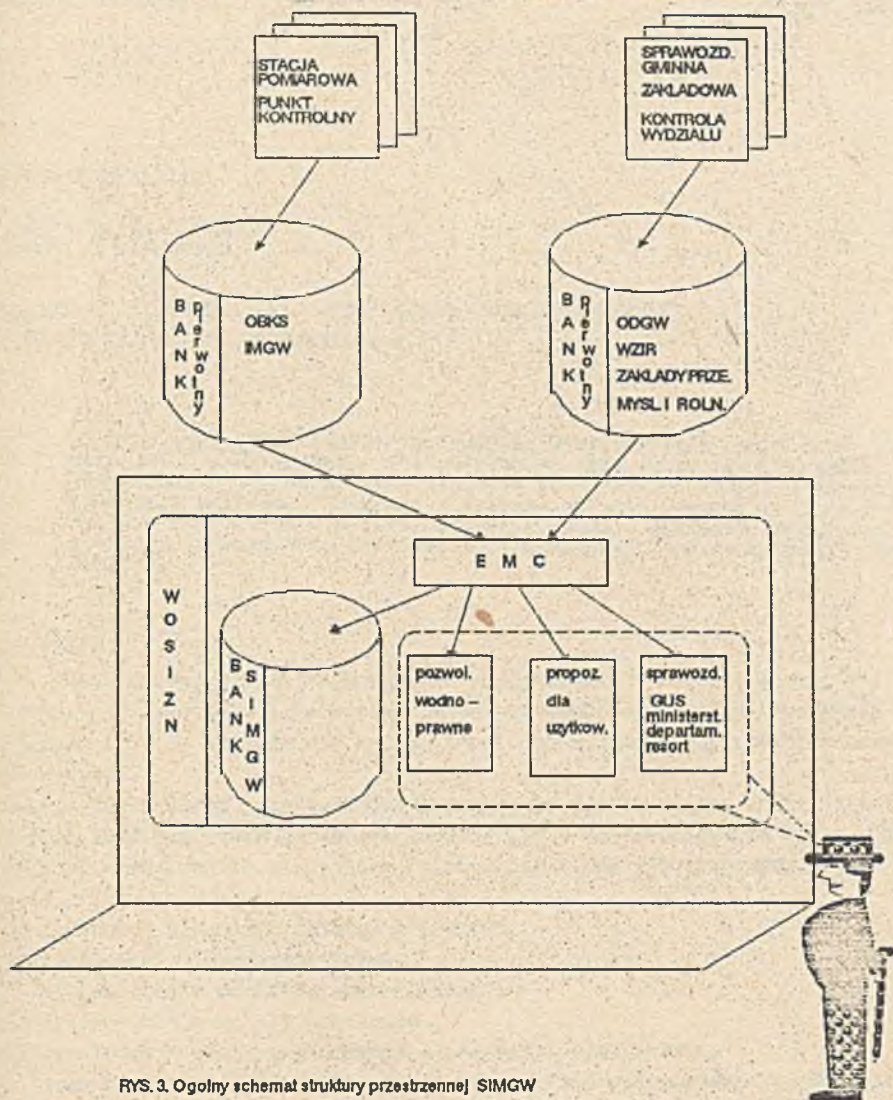 STACJA
POMIAROWA
PUNKT
KONTROLNY
SPRAWOZD.
GMINNA
ZAKLADOWA
KONTROLA
WYDZIALU
BANK
pierwotny
OBKS
IMGW
BANK
pierwotny
ODGW
WZIR
ZAKLADY PRZE.
MYSL I ROLN.
E M C
WOSIZN
BANK
SIMGW
pozwol.
wodno –
prawne
propoz.
dla
uzytkow.
sprawozd.
GUS
ministerst.
departam.
resort
RYS. 3. Ogolny schemat struktury przestrzennej SIMGW